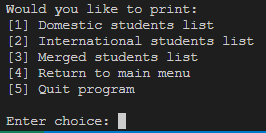 Would you like to print:
[1] Domestic students list
[2] International students list
[3] Merged students list
[4] Return to main menu
[5] Quit program
Enter choice: